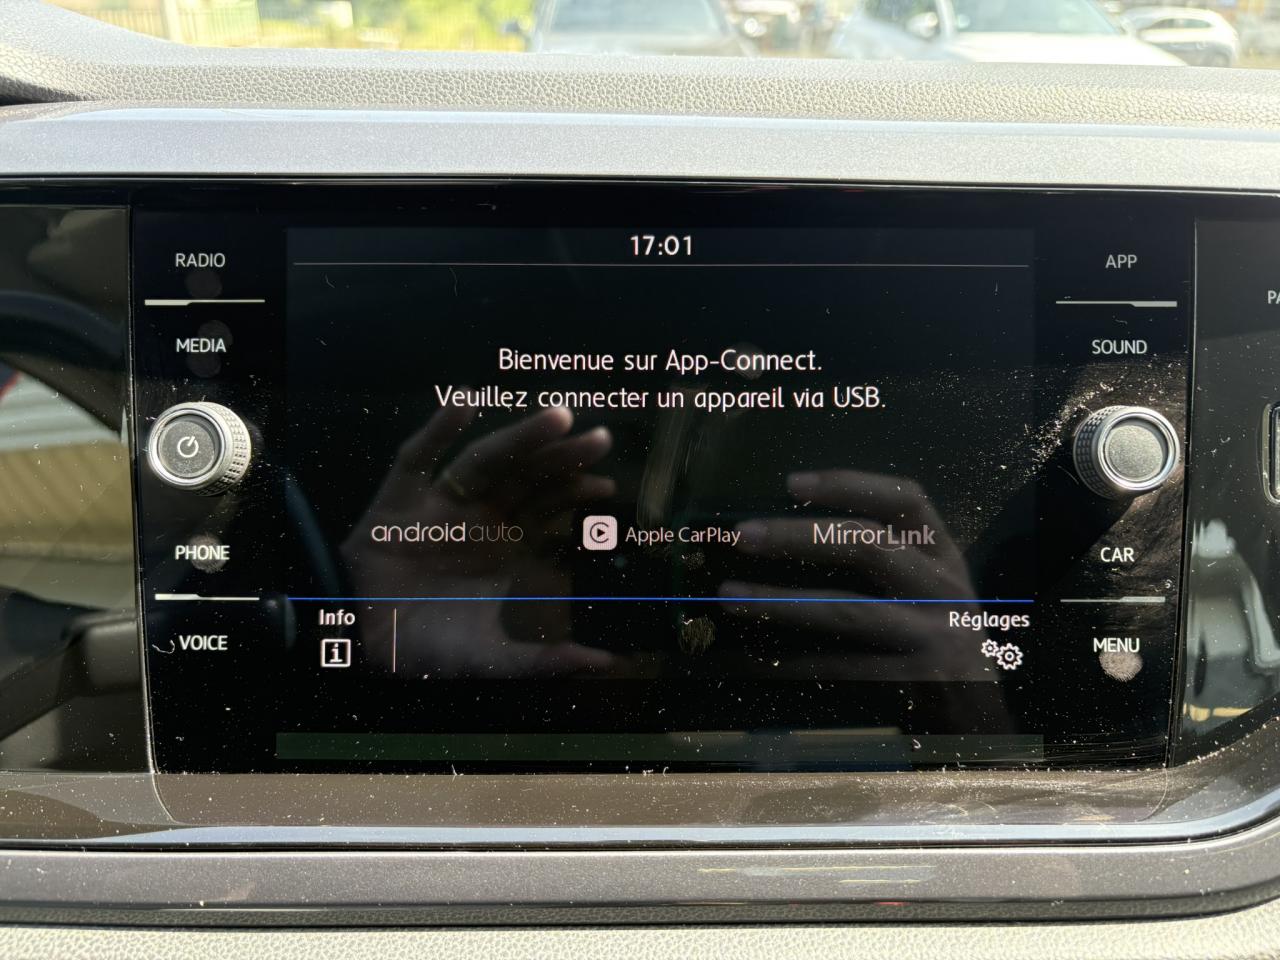 RADIO
MEDIA
PHONE
VOICE
17:01
Bienvenue sur App-Connect.
Veuillez connecter un appareil via USB.
androidauto
Apple CarPlay
MirrorLink
Info
Réglages
APP
SOUND
CAR
MENU